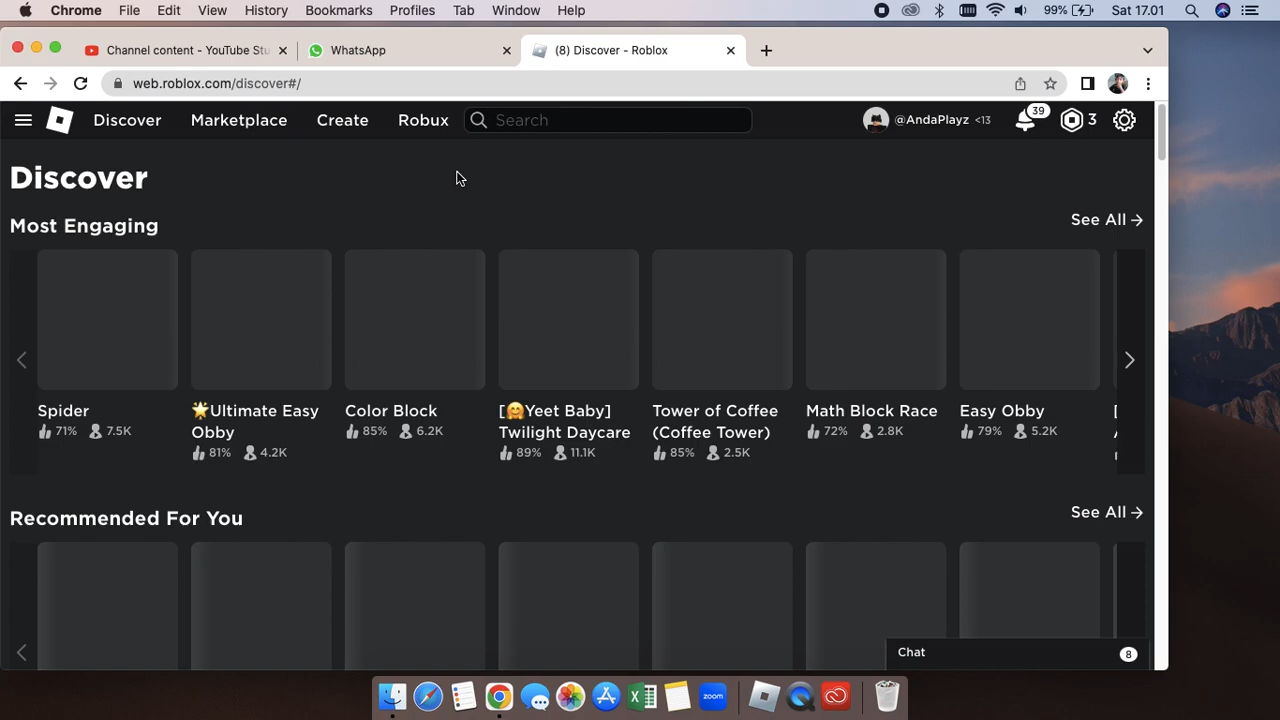 Chrome File Edit View History Bookmarks Profiles Tab Window Help 99% Sat 17.01
Channel content - YouTube Stu WhatsApp (8) Discover - Roblox
web.roblox.com/discover#/
Discover Marketplace Create Robux Search @AndaPlayz <13 39 3
Discover
Most Engaging See All
Spider
71% 7.5K
🌟Ultimate Easy
Obby
81% 4.2K
Color Block
85% 6.2K
[🤗Yeet Baby]
Twilight Daycare
89% 11.1K
Tower of Coffee
(Coffee Tower)
85% 2.5K
Math Block Race
72% 2.8K
Easy Obby
79% 5.2K
[
Recommended For You See All
Chat 8
zoom